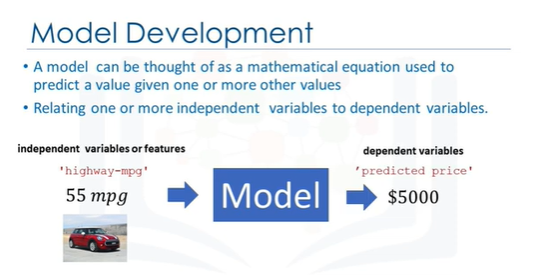 Model Development
• A model can be thought of as a mathematical equation used to
predict a value given one or more other values
• Relating one or more independent variables to dependent variables.
independent variables or features
dependent variables
'highway-mpg'
'predicted price'
55 mpg
Model
$5000